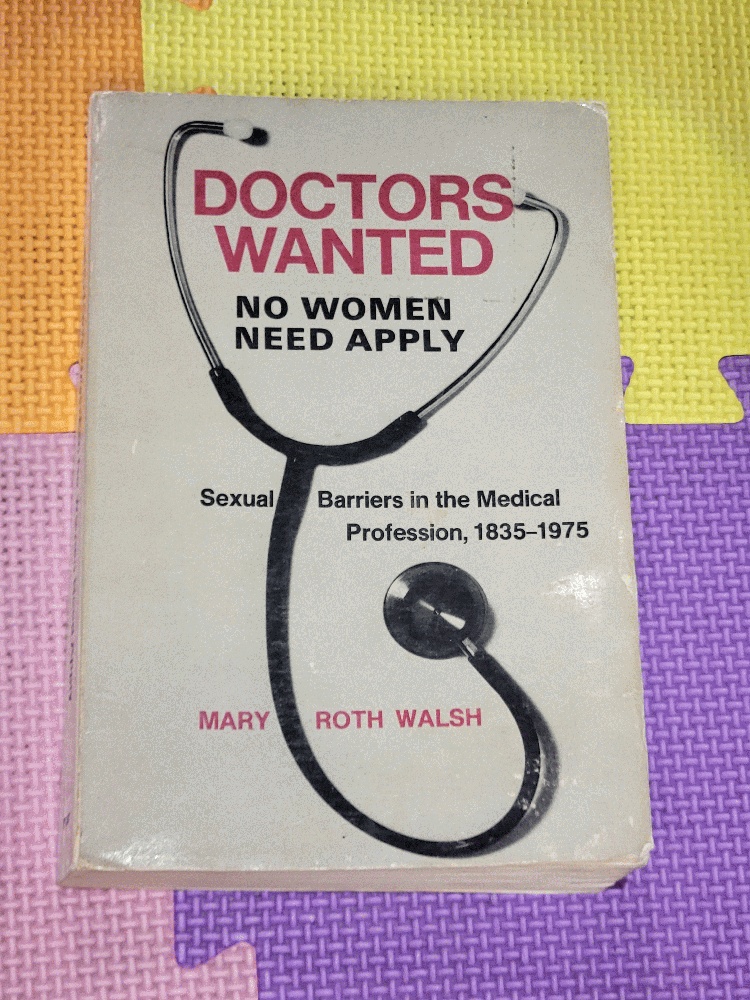 DOCTORS
WANTED
NO WOMEN
NEED APPLY
Sexual Barriers in the Medical
Profession, 1835–1975
MARY ROTH WALSH